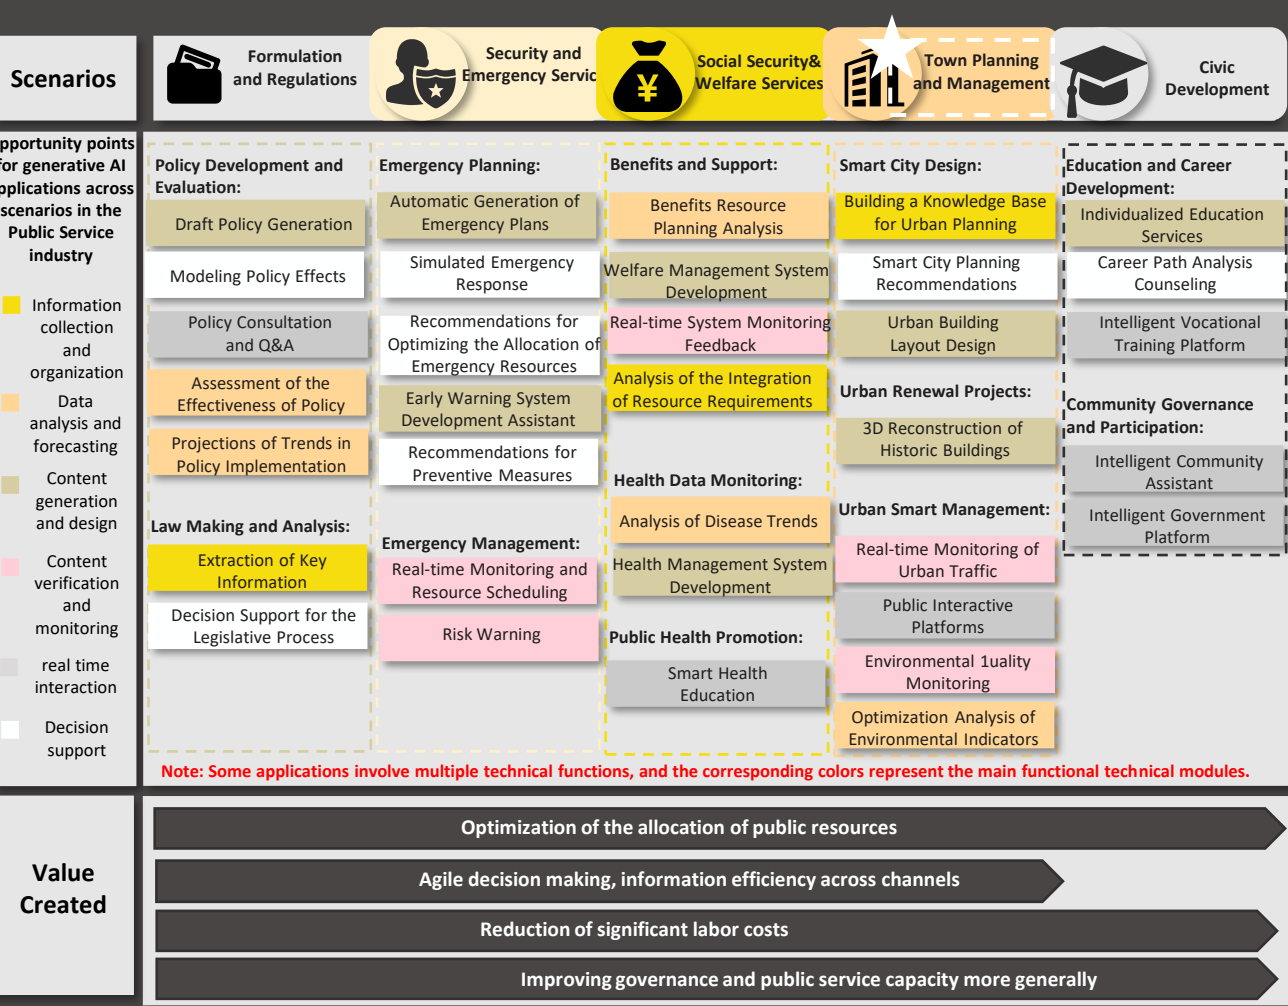 Scenarios
Formulation
and Regulations
Security and
Emergency Servic
Social Security&
Welfare Services
Town Planning
and Management
Civic
Development
pportunity points
for generative AI
pplications across
scenarios in the
Public Service
industry
Information
collection
and
organization
Data
analysis and
forecasting
Content
generation
and design
Content
verification
and
monitoring
real time
interaction
Decision
support
Policy Development and
Evaluation:
Draft Policy Generation
Modeling Policy Effects
Policy Consultation
and Q&A
Assessment of the
Effectiveness of Policy
Projections of Trends in
Policy Implementation
Law Making and Analysis:
Extraction of Key
Information
Decision Support for the
Legislative Process
Emergency Planning:
Automatic Generation of
Emergency Plans
Simulated Emergency
Response
Recommendations for
Optimizing the Allocation of
Emergency Resources
Early Warning System
Development Assistant
Recommendations for
Preventive Measures
Emergency Management:
Real-time Monitoring and
Resource Scheduling
Risk Warning
Benefits and Support:
Benefits Resource
Planning Analysis
Welfare Management System
Development
Real-time System Monitoring
Feedback
Analysis of the Integration
of Resource Requirements
Health Data Monitoring:
Analysis of Disease Trends
Health Management System
Development
Public Health Promotion:
Smart Health
Education
Smart City Design:
Building a Knowledge Base
for Urban Planning
Smart City Planning
Recommendations
Urban Building
Layout Design
Urban Renewal Projects:
3D Reconstruction of
Historic Buildings
Urban Smart Management:
Real-time Monitoring of
Urban Traffic
Public Interactive
Platforms
Environmental 1uality
Monitoring
Optimization Analysis of
Environmental Indicators
Education and Career
Development:
Individualized Education
Services
Career Path Analysis
Counseling
Intelligent Vocational
Training Platform
Community Governance
and Participation:
Intelligent Community
Assistant
Intelligent Government
Platform
Note: Some applications involve multiple technical functions, and the corresponding colors represent the main functional technical modules.
Value
Created
Optimization of the allocation of public resources
Agile decision making, information efficiency across channels
Reduction of significant labor costs
Improving governance and public service capacity more generally
¥